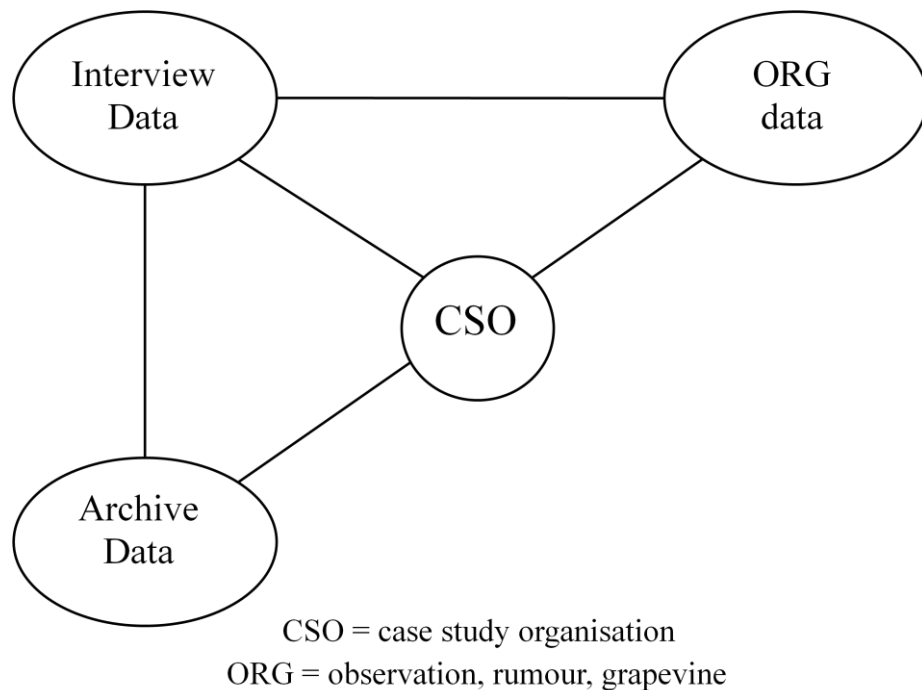 Interview
Data
ORG
data
CSO
Archive
Data
CSO = case study organisation
ORG = observation, rumour, grapevine